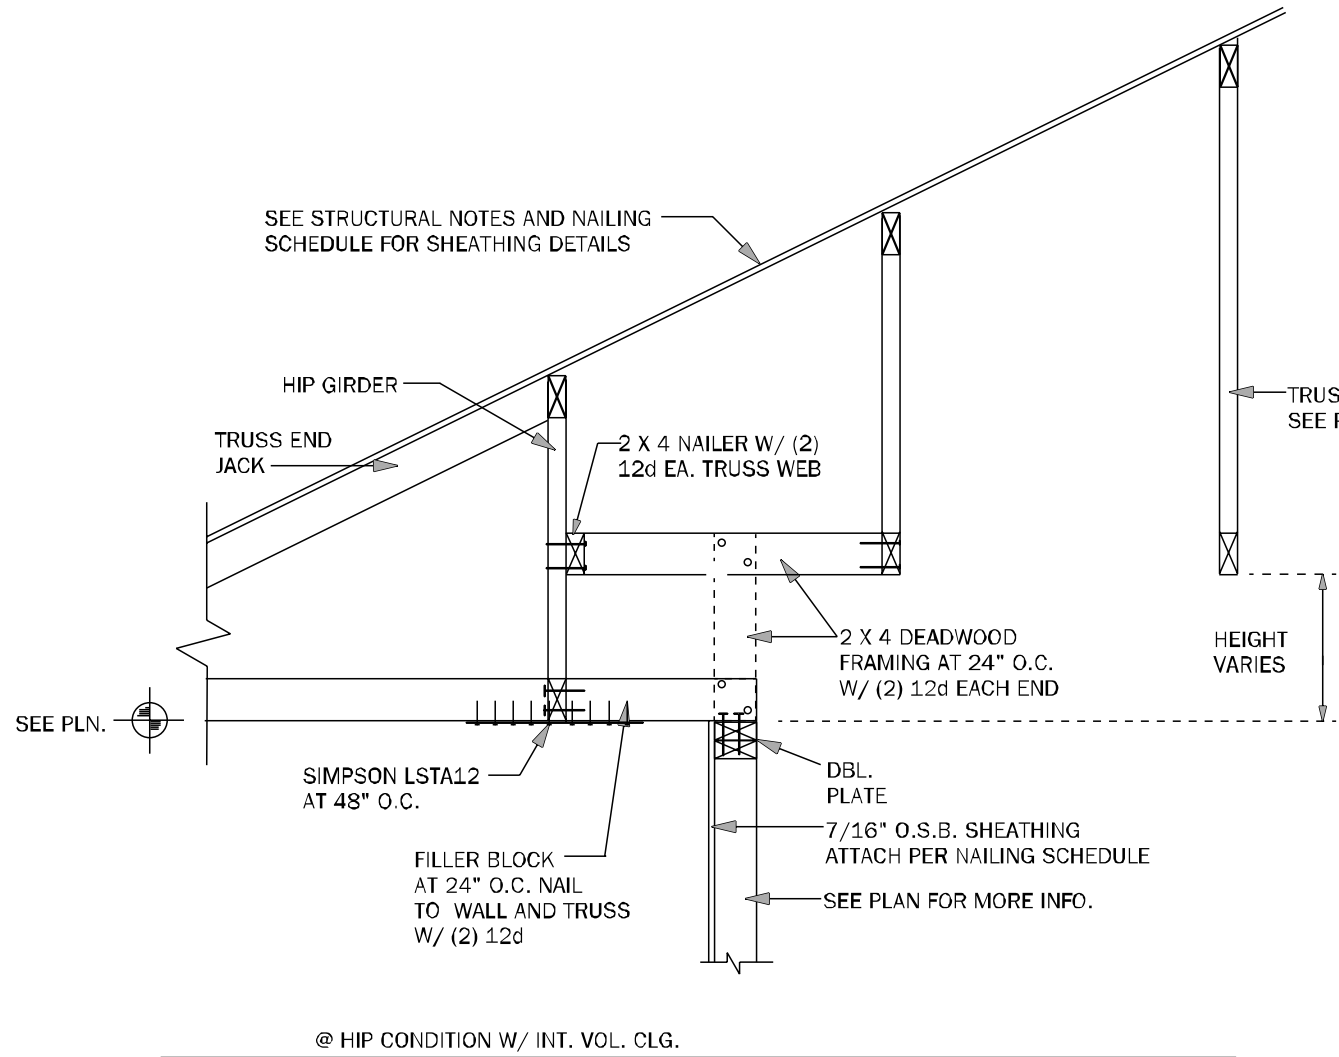 SEE STRUCTURAL NOTES AND NAILING
SCHEDULE FOR SHEATHING DETAILS
HIP GIRDER
TRUSS END
JACK
2 X 4 NAILER W/ (2)
12d EA. TRUSS WEB
SEE
2 X 4 DEADWOOD
FRAMING AT 24" O.C.
W/ (2) 12d EACH END
HEIGHT
VARIES
SEE PLN.
SIMPSON LSTA12
AT 48" O.C.
DBL.
PLATE
7/16" O.S.B. SHEATHING
ATTACH PER NAILING SCHEDULE
FILLER BLOCK
AT 24" O.C. NAIL
TO WALL AND TRUSS
W/ (2) 12d
SEE PLAN FOR MORE INFO.
@ HIP CONDITION W/ INT. VOL. CLG.